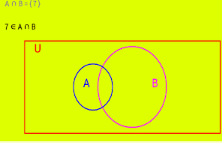 A ∩ B = {7}
7 ∈ A ∩ B
U
A B